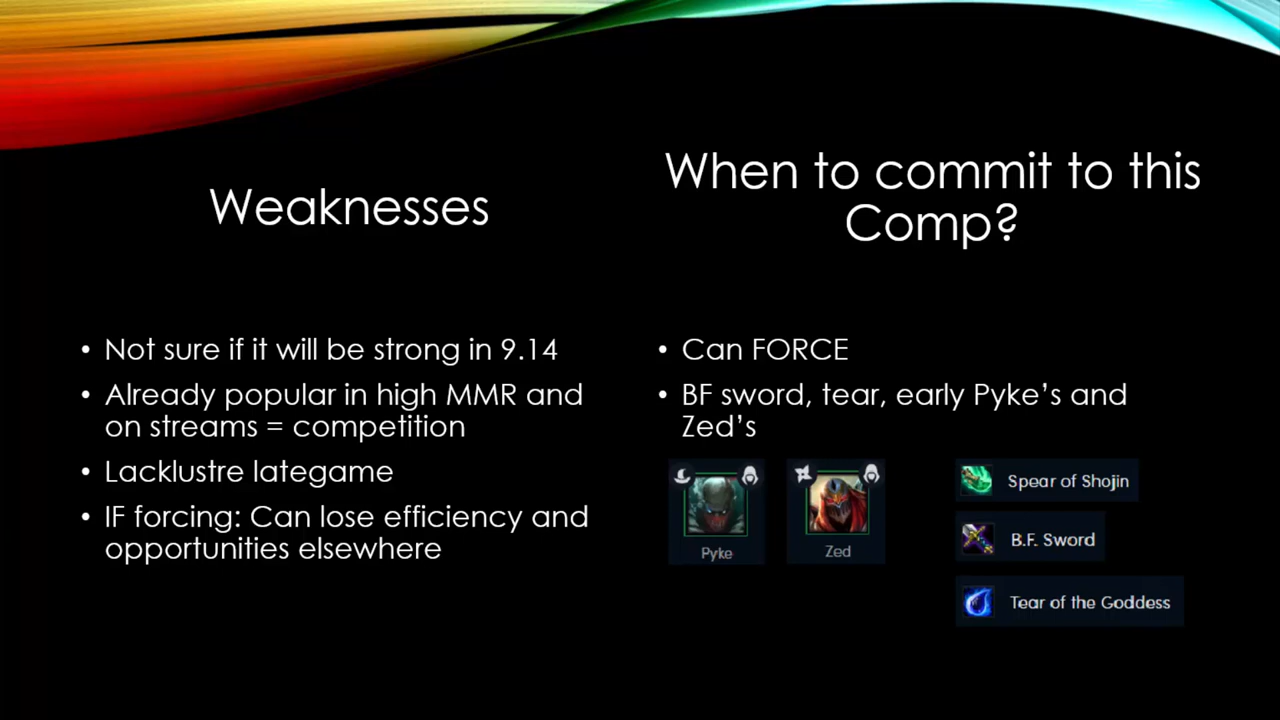 Weaknesses
• Not sure if it will be strong in 9.14
• Already popular in high MMR and
on streams = competition
• Lacklustre lategame
• IF forcing: Can lose efficiency and
opportunities elsewhere
When to commit to this
Comp?
• Can FORCE
• BF sword, tear, early Pyke’s and
Zed’s
Pyke
Zed
Spear of Shojin
B.F. Sword
Tear of the Goddess